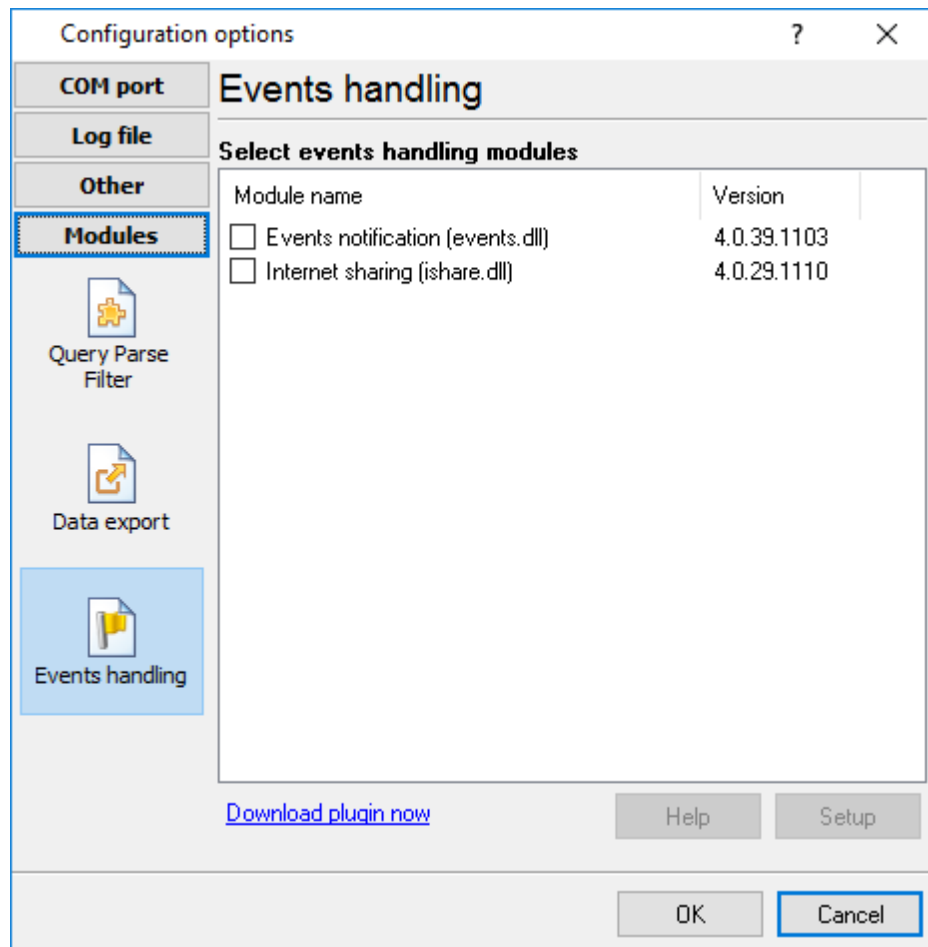 Configuration options
?
COM port
Log file
Other
Modules
Query Parse
Filter
Data export
Events handling
Events handling
Select events handling modules
Module name Version
Events notification (events.dll) 4.0.39.1103
Internet sharing (ishare.dll) 4.0.29.1110
Download plugin now
Help
Setup
OK
Cancel